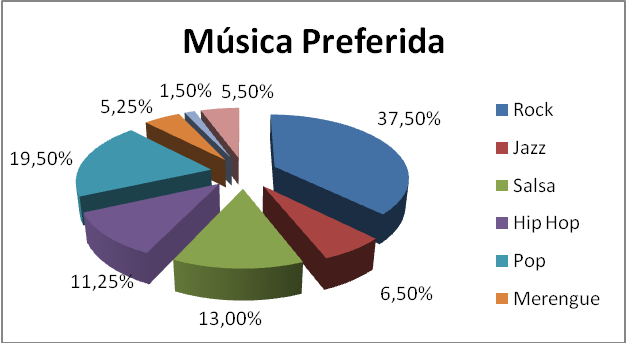 Música Preferida
1,50%
5,50%
5,25%
37,50%
19,50%
11,25%
13,00%
6,50%
Rock
Jazz
Salsa
Hip Hop
Pop
Merengue